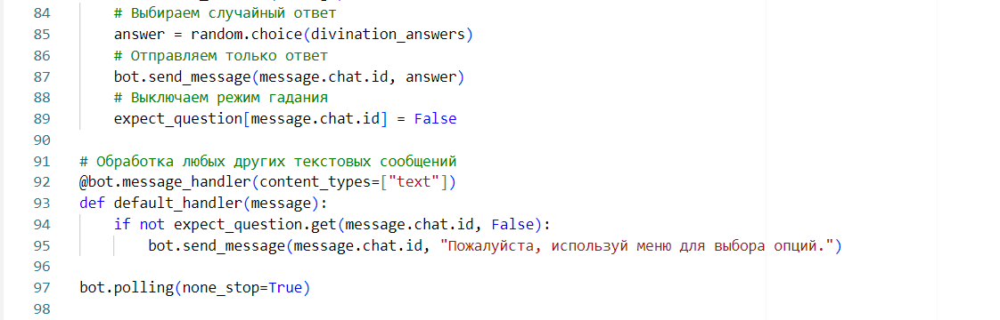 84 # Выбираем случайный ответ
85 answer = random.choice(divination_answers)
86 # Отправляем только ответ
87 bot.send_message(message.chat.id, answer)
88 # Выключаем режим гадания
89 expect_question[message.chat.id] = False
90
91 # Обработка любых других текстовых сообщений
92 @bot.message_handler(content_types=["text"])
93 def default_handler(message):
94 if not expect_question.get(message.chat.id, False):
95 bot.send_message(message.chat.id, "Пожалуйста, используй меню для выбора опций.")
96
97 bot.polling(none_stop=True)
98